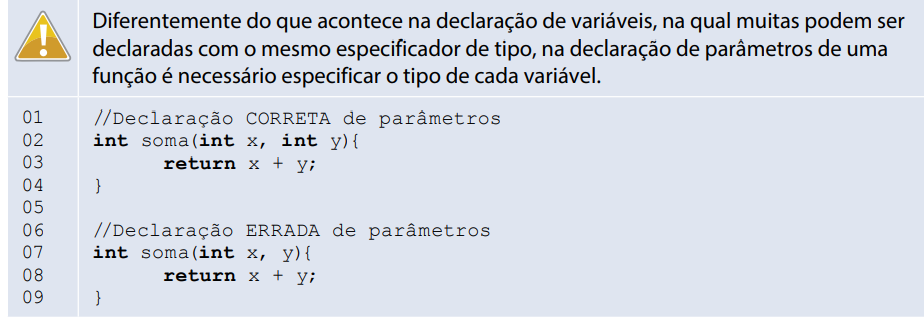 Diferentemente do que acontece na declaração de variáveis, na qual muitas podem ser
declaradas com o mesmo especificador de tipo, na declaração de parâmetros de uma
função é necessário especificar o tipo de cada variável.
01 //Declaração CORRETA de parâmetros
02 int soma(int x, int y){
03 return x + y;
04 }
05
06 //Declaração ERRADA de parâmetros
07 int soma(int x, y){
08 return x + y;
09 }